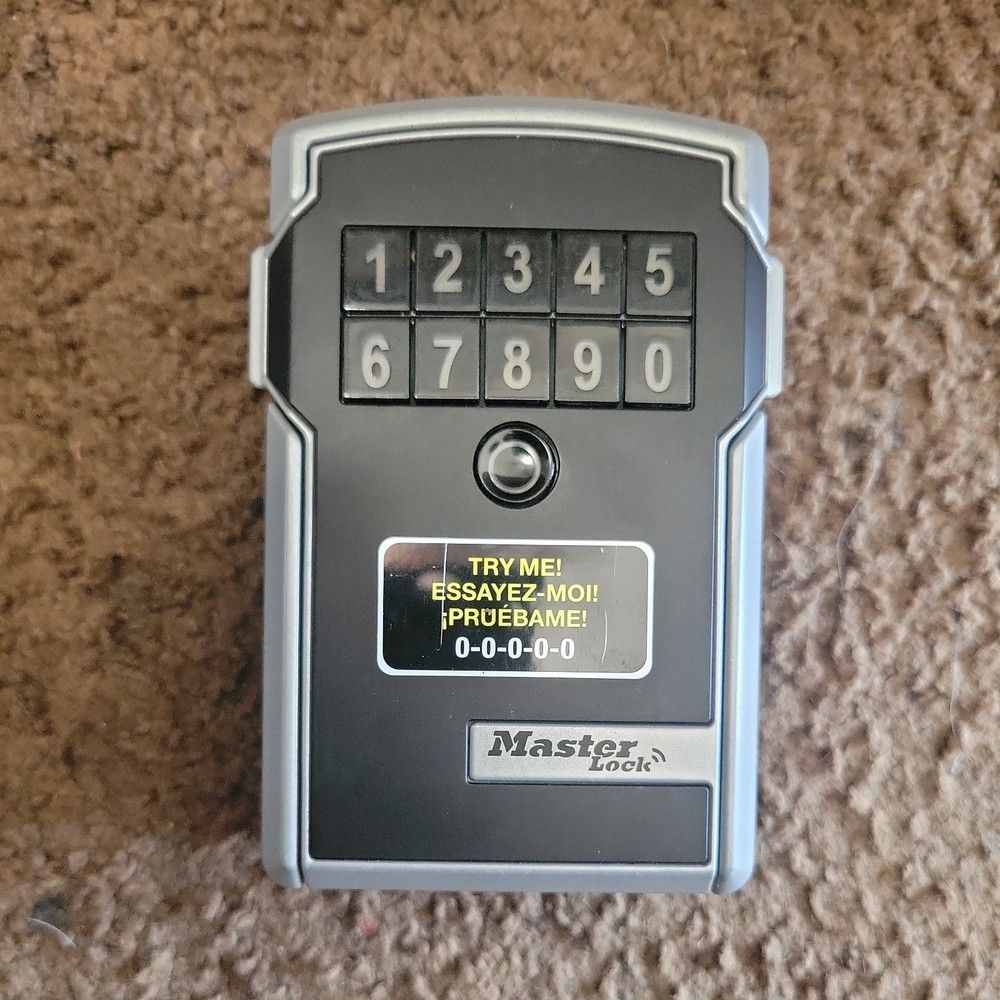 1 2 3 4 5
6 7 8 9 0
TRY ME!
ESSAYEZ-MOI!
¡PRUÉBAME!
0-0-0-0-0
Master
Lock